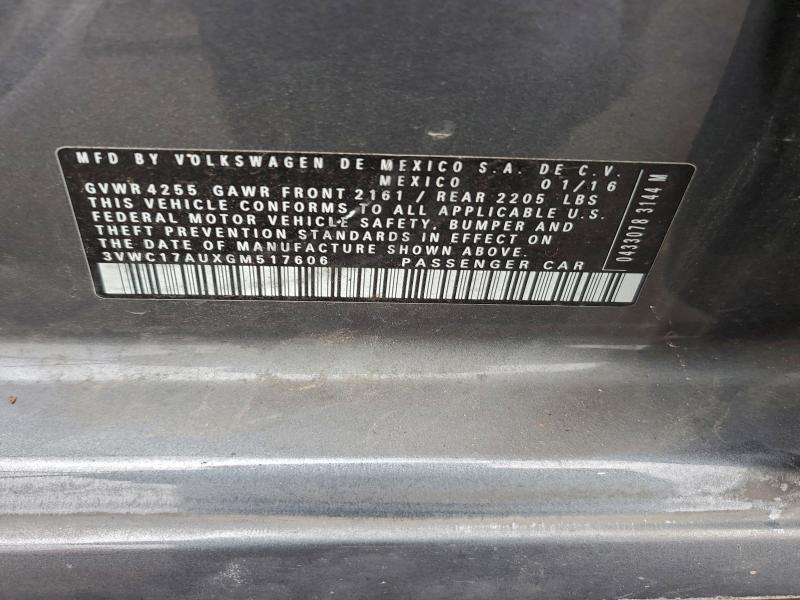 MFD BY VOLKSWAGEN DE MEXICO S.A. DE C.V.
MEXICO 01/16
GVWR 4255 GAWR FRONT 2161 / REAR 2205 LBS
THIS VEHICLE CONFORMS TO ALL APPLICABLE U.S.
FEDERAL MOTOR VEHICLE SAFETY, BUMPER AND
THEFT PREVENTION STANDARDS IN EFFECT ON
THE DATE OF MANUFACTURE SHOWN ABOVE.
3VWC17AUXGM517606 PASSENGER CAR
0433078 3144 M